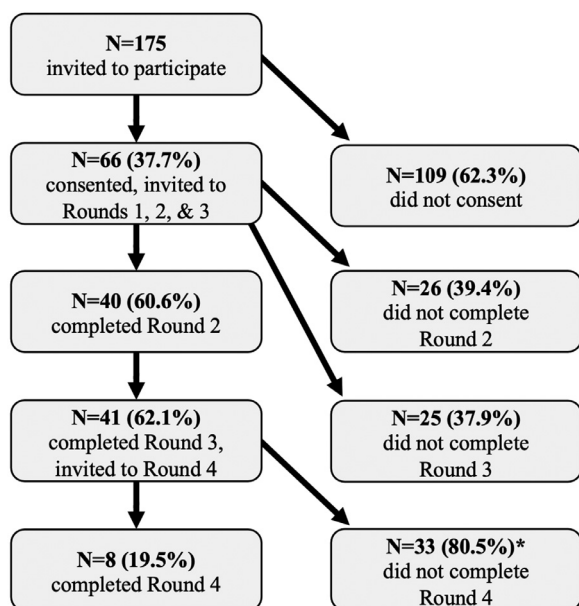 N=175
invited to participate
N=66 (37.7%)
consented, invited to
Rounds 1, 2, & 3
N=109 (62.3%)
did not consent
N=40 (60.6%)
completed Round 2
N=26 (39.4%)
did not complete
Round 2
N=41 (62.1%)
completed Round 3,
invited to Round 4
N=25 (37.9%)
did not complete
Round 3
N=8 (19.5%)
completed Round 4
N=33 (80.5%)*
did not complete
Round 4